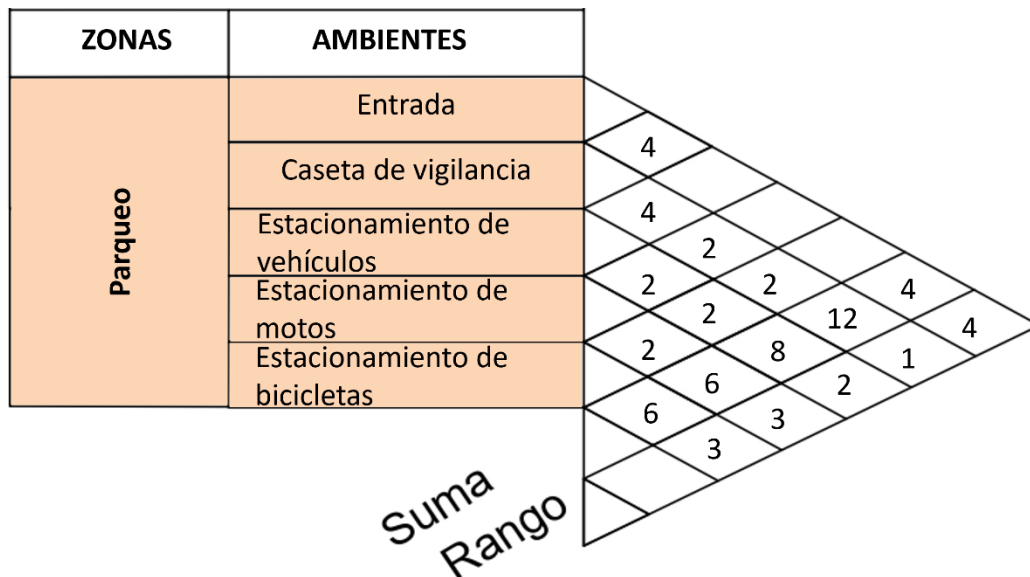 ZONAS AMBIENTES
Entrada
4
Caseta de vigilancia
4
Estacionamiento de
2
vehículos
2 2 4
Estacionamiento de
motos
2 12 4
2 8 1
Estacionamiento de
bicicletas
6 2
6 3
3
Parqueo
Suma
Rango